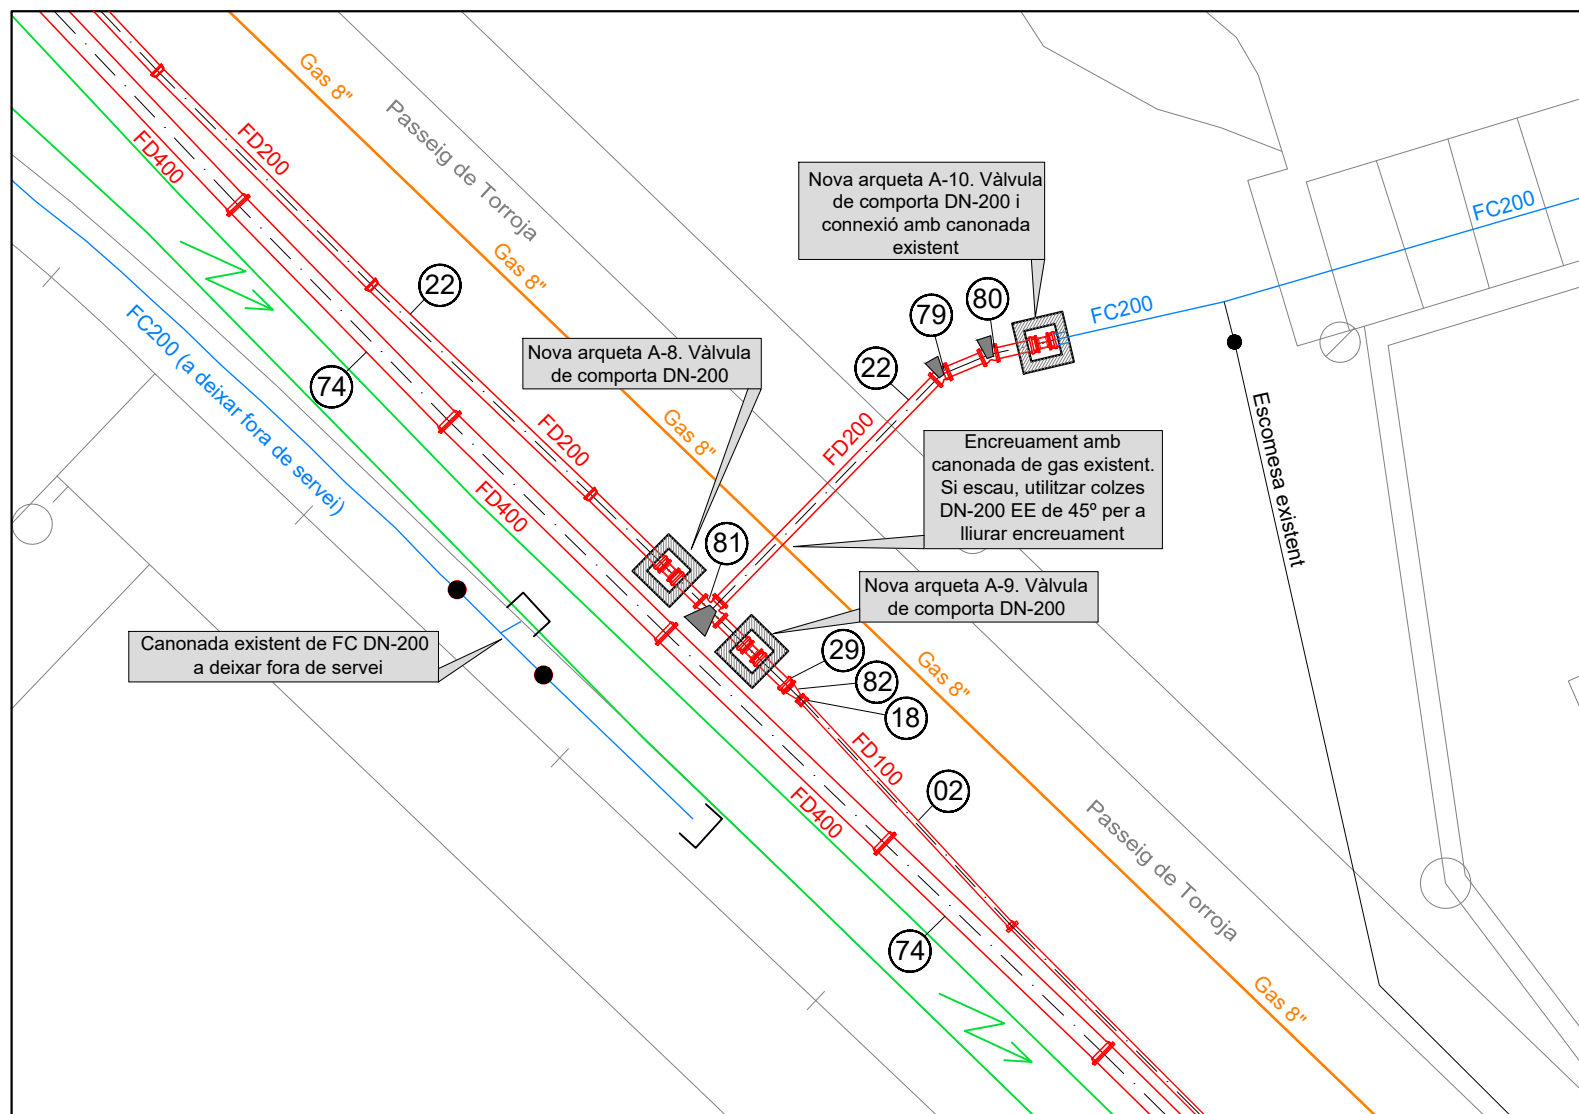 Gas 8"
Passeig de Torroja
FD200
FD400
Nova arqueta A-10. Vàlvula
de comporta DN-200 i
connexió amb canonada
existent
FC200
Gas 8"
22
FC200 (a deixar fora de servei)
79
80
FC200
Nova arqueta A-8. Vàlvula
de comporta DN-200
74
22
Gas 8"
FD200
FD200
Escomesa existent
Encreuament amb
canonada de gas existent.
Si escau, utilitzar colzes
DN-200 EE de 45º per a
lliurar encreuament
FD400
81
Nova arqueta A-9. Vàlvula
de comporta DN-200
Canonada existent de FC DN-200
a deixar fora de servei
29
82
18
Gas 8"
FD100
02
FD400
Passeig de Torroja
74
Gas 8"